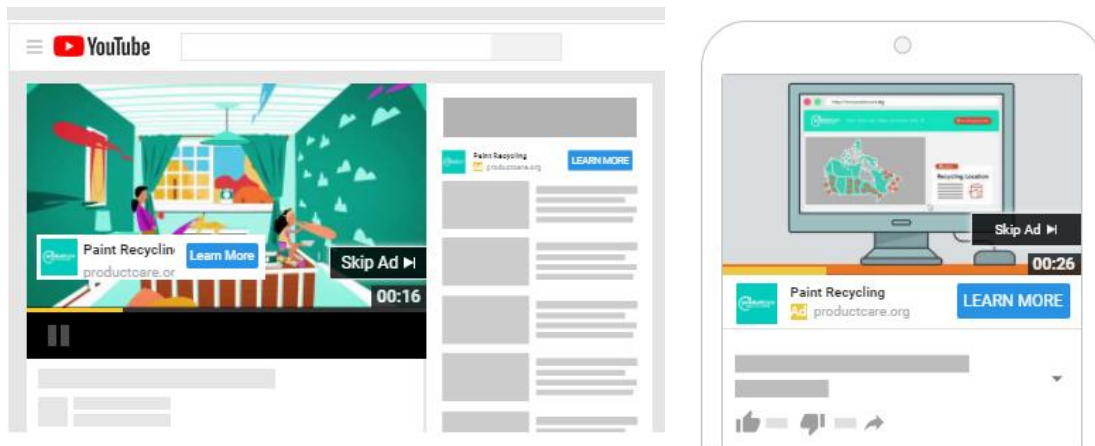 YouTube
Paint Recyclin
productcare.or
Learn More
Skip Ad
00:16
Paint Recycling
Ad productcare.org
LEARN MORE
Recycling Location
Skip Ad
00:26
Paint Recycling
Ad productcare.org
LEARN MORE